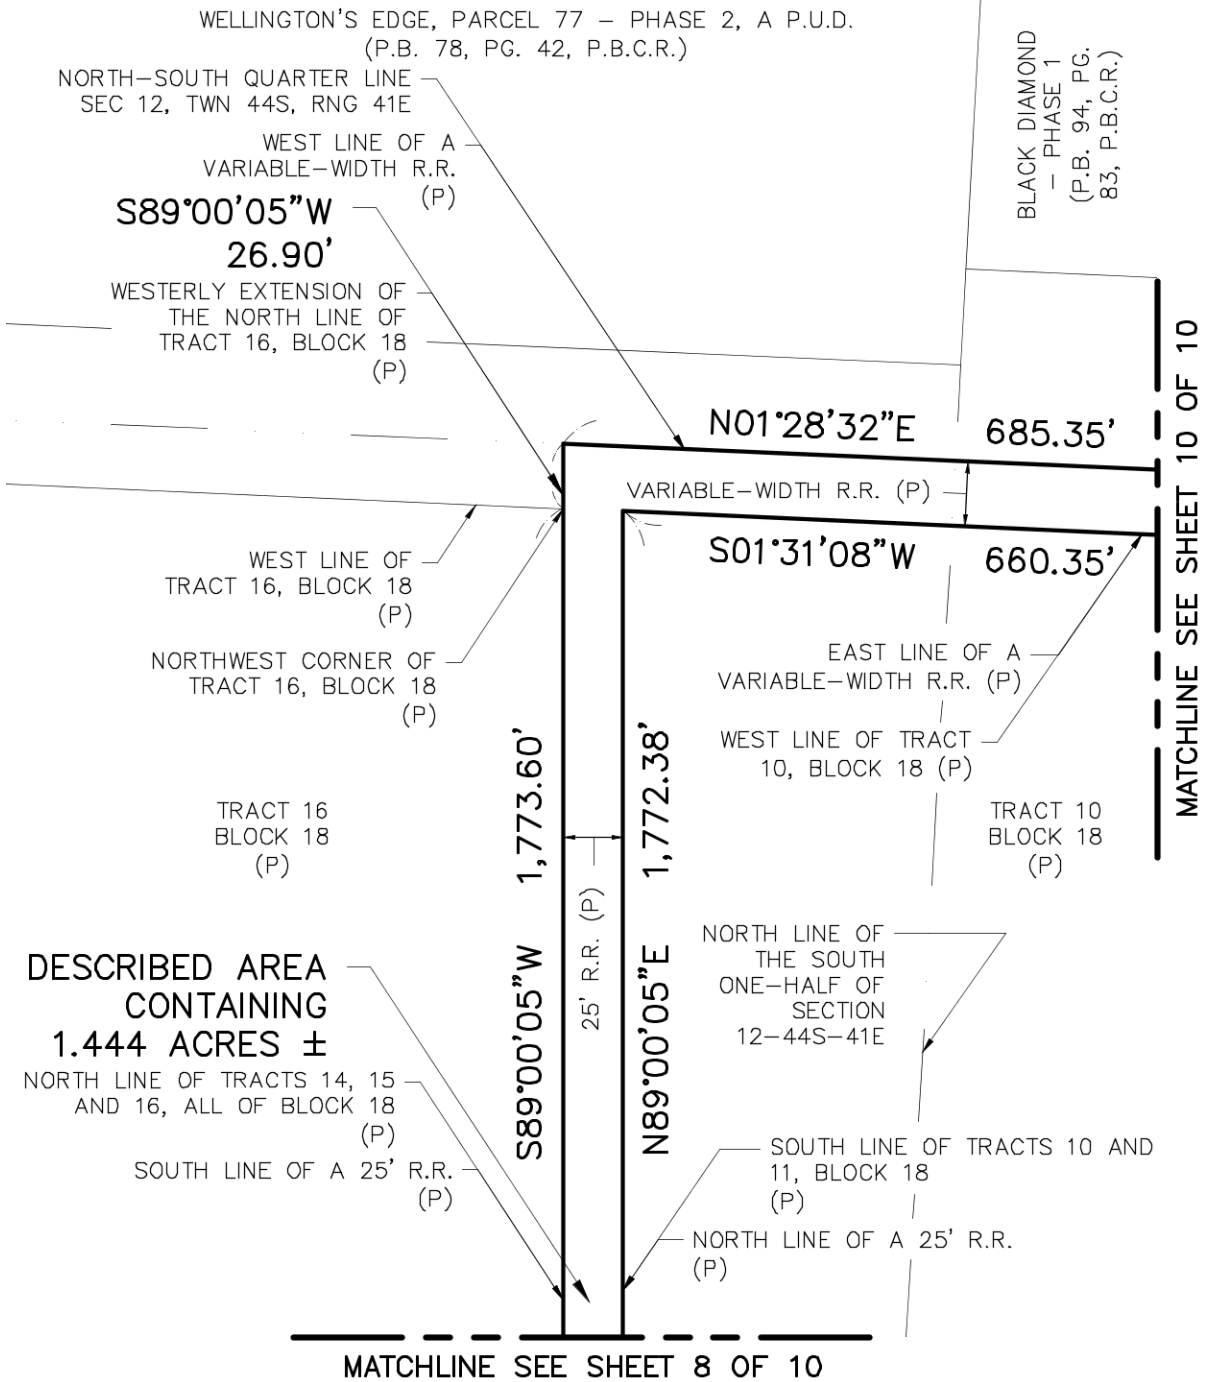 WELLINGTON'S EDGE, PARCEL 77 – PHASE 2, A P.U.D.
(P.B. 78, PG. 42, P.B.C.R.)
NORTH–SOUTH QUARTER LINE
SEC 12, TWN 44S, RNG 41E
WEST LINE OF A
VARIABLE–WIDTH R.R.
(P)
S89°00'05"W
26.90'
WESTERLY EXTENSION OF
THE NORTH LINE OF
TRACT 16, BLOCK 18
(P)
BLACK DIAMOND
– PHASE 1
(P.B. 94, PG.
83, P.B.C.R.)
N01°28'32"E 685.35'
VARIABLE–WIDTH R.R. (P)
S01°31'08"W 660.35'
MATCHLINE SEE SHEET 10 OF 10
WEST LINE OF
TRACT 16, BLOCK 18
(P)
NORTHWEST CORNER OF
TRACT 16, BLOCK 18
(P)
EAST LINE OF A
VARIABLE–WIDTH R.R. (P)
WEST LINE OF TRACT
10, BLOCK 18 (P)
TRACT 16
BLOCK 18
(P)
S89°00'05"W 1,773.60'
25' R.R. (P)
N89°00'05"E 1,772.38'
TRACT 10
BLOCK 18
(P)
NORTH LINE OF
THE SOUTH
ONE–HALF OF
SECTION
12–44S–41E
DESCRIBED AREA
CONTAINING
1.444 ACRES ±
NORTH LINE OF TRACTS 14, 15
AND 16, ALL OF BLOCK 18
(P)
SOUTH LINE OF A 25' R.R.
(P)
SOUTH LINE OF TRACTS 10 AND
11, BLOCK 18
(P)
NORTH LINE OF A 25' R.R.
(P)
MATCHLINE SEE SHEET 8 OF 10